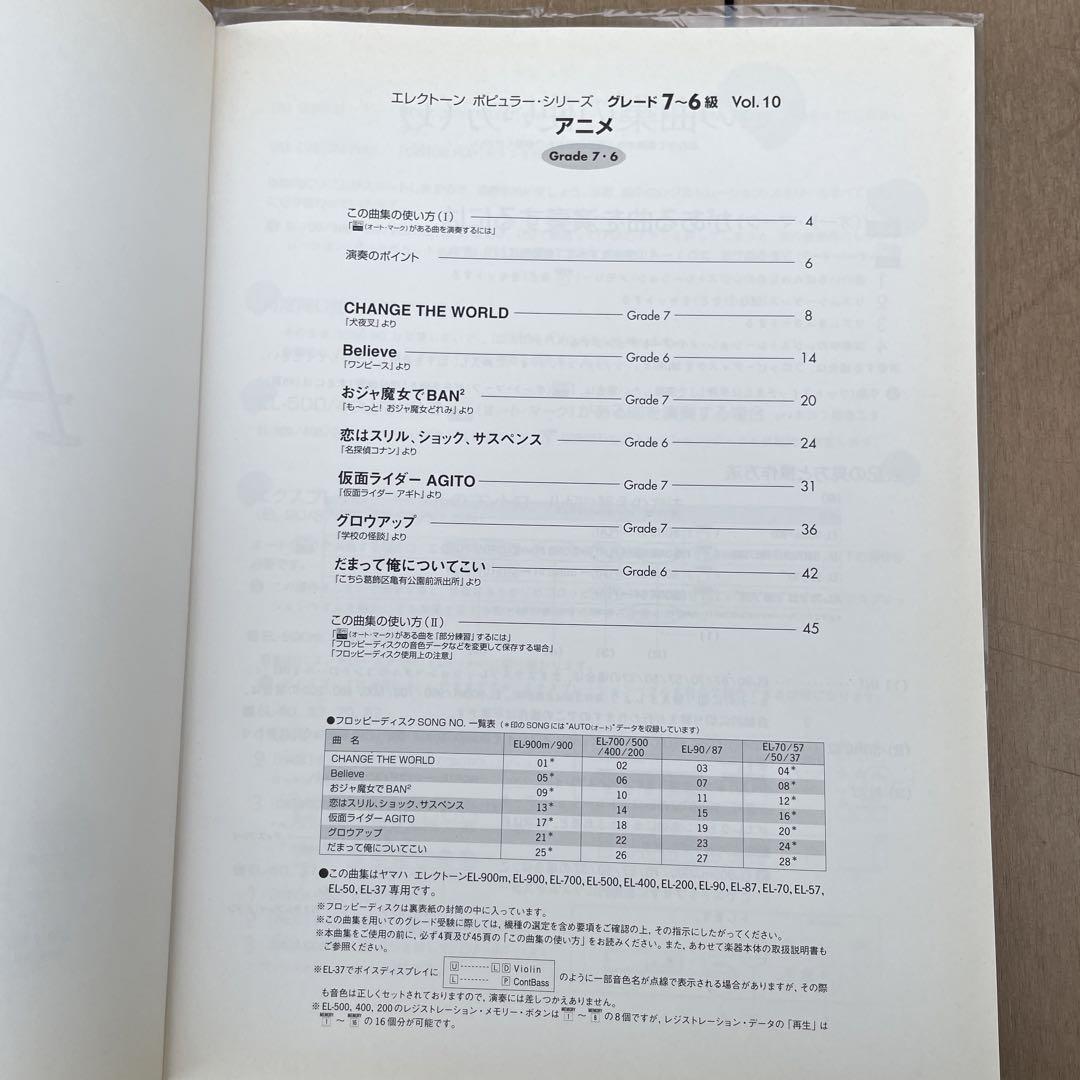 エレクトーン ポピュラー・シリーズ グレード 7〜6級 Vol. 10
アニメ
Grade 7・6
この曲集の使い方(Ⅰ) 4
「(オート・マーク)がある曲を演奏するには」
演奏のポイント 6
CHANGE THE WORLD Grade 7 8
『犬夜叉』より
Believe Grade 6 14
『ワンピース』より
おジャ魔女でBAN² Grade 7 20
『も〜っと! おジャ魔女どれみ』より
恋はスリル、ショック、サスペンス Grade 6 24
『名探偵コナン』より
仮面ライダー AGITO Grade 7 31
『仮面ライダー アギト』より
グロウアップ Grade 7 36
『学校の怪談』より
だまって俺についてこい Grade 6 42
『こちら葛飾区亀有公園前派出所』より
この曲集の使い方(Ⅱ) 45
「(オート・マーク)がある曲を『部分練習』するには」
「フロッピーディスクの音色データなどを変更して保存する場合」
「フロッピーディスク使用上の注意」
●フロッピーディスク SONG NO. 一覧表 (*印のSONGには"AUTO(オート)"データを収録しています)
曲 名 EL-900m/900 EL-700/500/400/200 EL-90/87 EL-70/57/50/37
CHANGE THE WORLD 01* 02 03 04*
Believe 05* 06 07 08*
おジャ魔女でBAN² 09* 10 11 12*
恋はスリル、ショック、サスペンス 13* 14 15 16*
仮面ライダーAGITO 17* 18 19 20*
グロウアップ 21* 22 23 24*
だまって俺についてこい 25* 26 27 28*
●この曲集はヤマハ エレクトーンEL-900m, EL-900, EL-700, EL-500, EL-400, EL-200, EL-90, EL-87, EL-70, EL-57,
EL-50, EL-37 専用です。
※フロッピーディスクは裏表紙の封筒の中に入っています。
※この曲集を用いてのグレード受験に際しては、機種の選定を含め要項をご確認の上、その指示にしたがってください。
※本曲集をご使用の前に、必ず4頁及び45頁の「この曲集の使い方」をお読みください。また、あわせて楽器本体の取扱説明書も
ご参照ください。
※EL-37でボイスディスプレイに U -------- L D Violin のように一部音色名が点線で表示される場合がありますが、その際
L -------- P ContBass
も音色は正しくセットされておりますので、演奏には差しつかえありません。
※ EL-500, 400, 200のレジストレーション・メモリー・ボタンは MEMORY 1 〜 MEMORY 8 の8個ですが、レジストレーション・データの「再生」は
MEMORY 1 〜 MEMORY 16 の16個分が可能です。